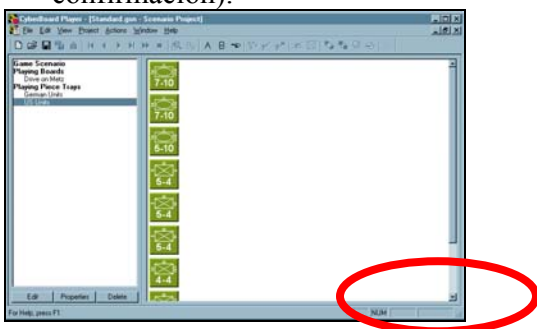 confirmación).
CyberBoard Player - [Standard.gsn - Scenario Project]
File Edit View Project Actions Window Help
A B
Game Scenario
Playing Boards
Drive on Metz
Playing Piece Trays
German Units
US Units
7-10
7-10
5-10
5-4
5-4
5-4
4-4
Edit Properties Delete
For Help, press F1 NUM